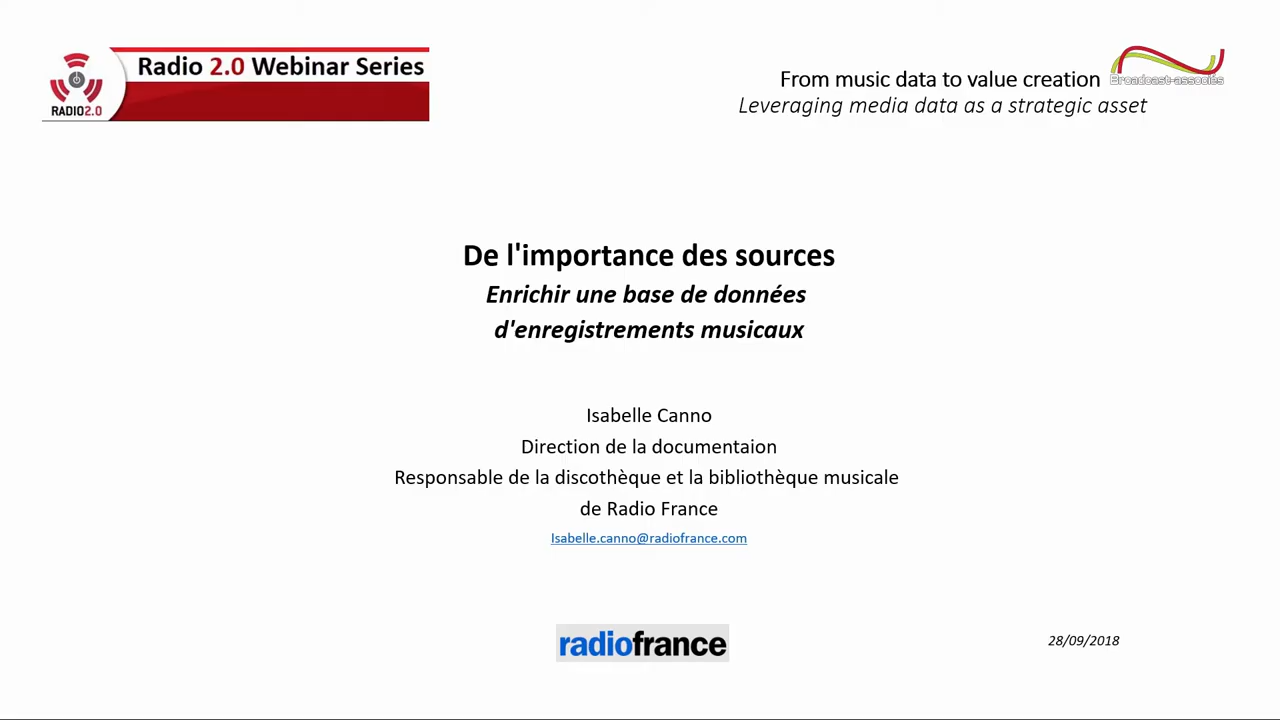 Radio 2.0 Webinar Series
RADIO2.0
From music data to value creation
Broadcast-associés
Leveraging media data as a strategic asset
De l'importance des sources
Enrichir une base de données
d'enregistrements musicaux
Isabelle Canno
Direction de la documentaion
Responsable de la discothèque et la bibliothèque musicale
de Radio France
Isabelle.canno@radiofrance.com
radiofrance
28/09/2018